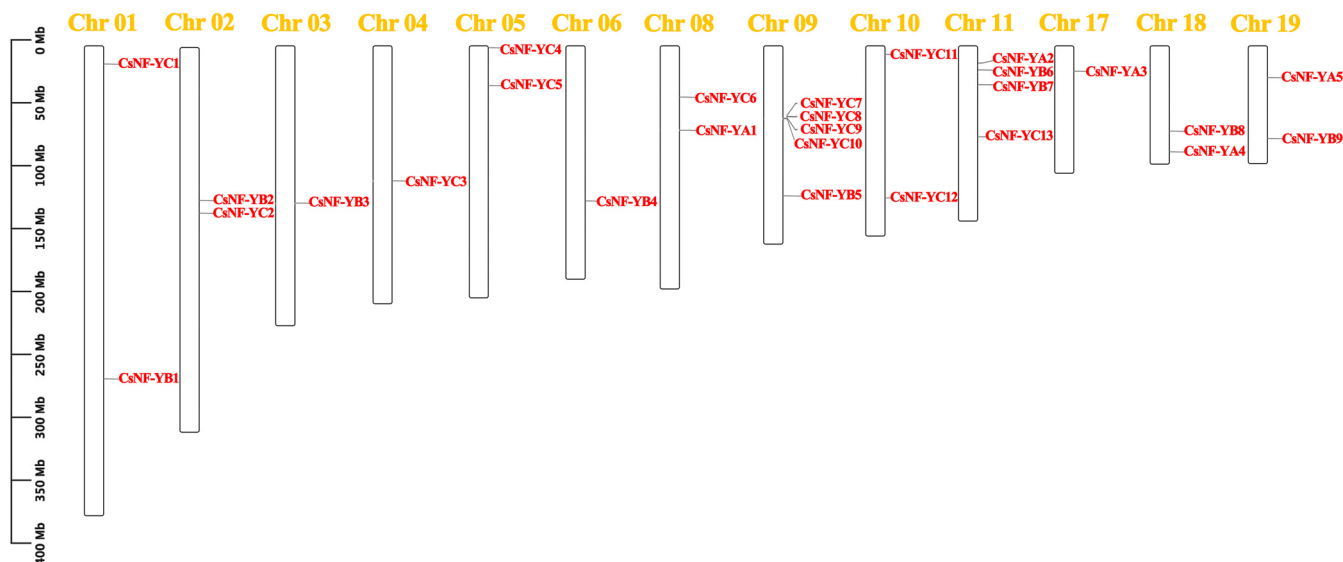 Chr 01 Chr 02 Chr 03 Chr 04 Chr 05 Chr 06 Chr 08 Chr 09 Chr 10 Chr 11 Chr 17 Chr 18 Chr 19
0 Mb
50 Mb
100 Mb
150 Mb
200 Mb
250 Mb
300 Mb
350 Mb
400 Mb
CsNF-YC1
CsNF-YB1
CsNF-YB2
CsNF-YC2
CsNF-YB3
CsNF-YC3
CsNF-YC4
CsNF-YC5
CsNF-YB4
CsNF-YC6
CsNF-YA1
CsNF-YC7
CsNF-YC8
CsNF-YC9
CsNF-YC10
CsNF-YB5
CsNF-YC11
CsNF-YC12
CsNF-YA2
CsNF-YB6
CsNF-YB7
CsNF-YC13
CsNF-YA3
CsNF-YB8
CsNF-YA4
CsNF-YA5
CsNF-YB9